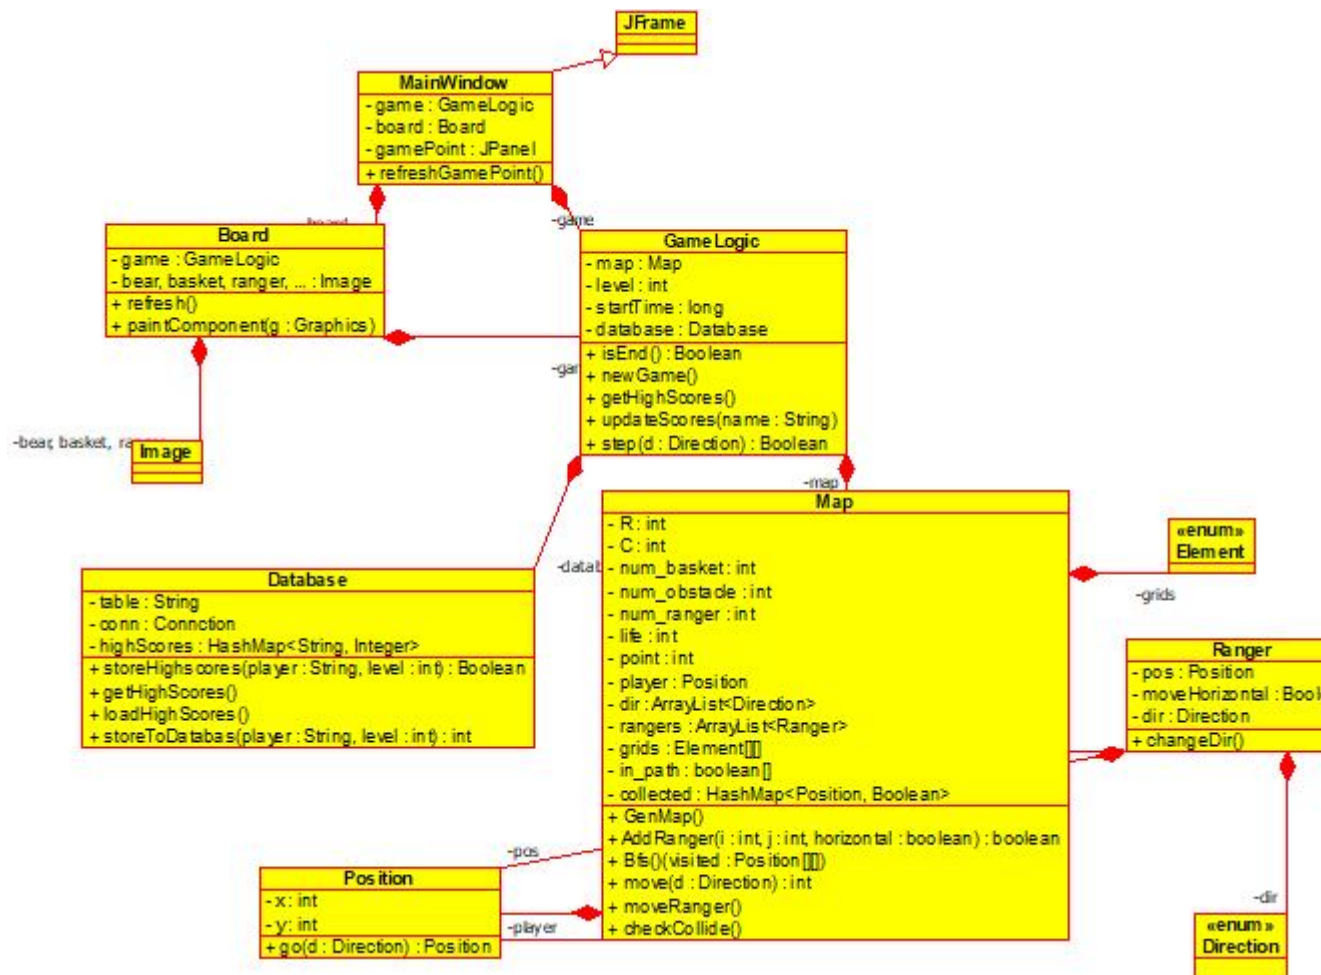 JFrame
MainWindow
- game : GameLogic
- board : Board
- gamePoint : JPanel
+ refreshGamePoint()
-game
Board
- game : GameLogic
- bear, basket, ranger, ... : Image
+ refresh()
+ paintComponent(g : Graphics)
GameLogic
- map : Map
- level : int
- startTime : long
- database : Database
+ isEnd() : Boolean
+ newGame()
+ getHighScores()
+ updateScores(name : String)
+ step(d : Direction) : Boolean
-bear, basket,
Image
-map
Map
- R : int
- C : int
- num_basket : int
- num_obstacle : int
- num_ranger : int
- life : int
- point : int
- player : Position
- dir : ArrayList<Direction>
- rangers : ArrayList<Ranger>
- grids : Element[][]
- in_path : boolean[]
- collected : HashMap<Position, Boolean>
+ GenMap()
+ AddRanger(i : int, j : int, horizontal : boolean) : boolean
+ Bfs()(visited : Position[][])
+ move(d : Direction) : int
+ moveRanger()
+ checkCollide()
«enum»
Element
-grids
Database
- table : String
- conn : Connction
- highScores : HashMap<String, Integer>
+ storeHighscores(player : String, level : int) : Boolean
+ getHighScores()
+ loadHighScores()
+ storeToDatabas(player : String, level : int) : int
Ranger
- pos : Position
- moveHorizontal : Bool
- dir : Direction
+ changeDir()
-pos
Position
- x : int
- y : int
+ go(d : Direction) : Position
-player
-dir
«enum»
Direction